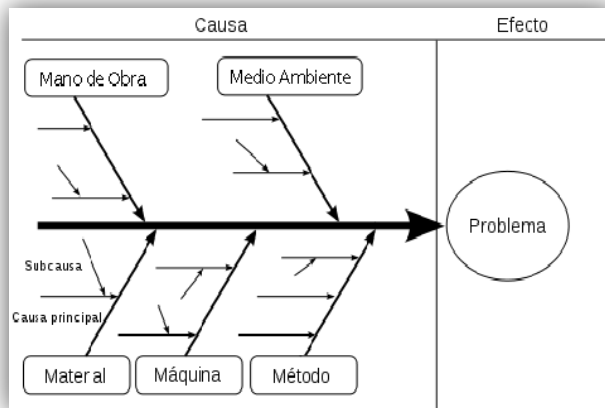 Causa
Efecto
Mano de Obra
Medio Ambiente
Problema
Subcausa
Causa principal
Mater al
Máquina
Método